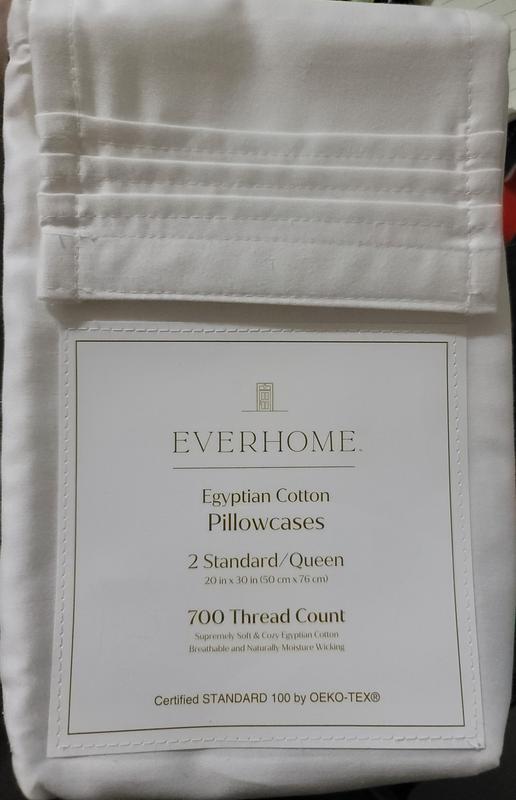 EVERHOME™
Egyptian Cotton
Pillowcases
2 Standard/Queen
20 in x 30 in (50 cm x 76 cm)
700 Thread Count
Supremely Soft & Cozy Egyptian Cotton
Breathable and Naturally Moisture Wicking
Certified STANDARD 100 by OEKO-TEX®